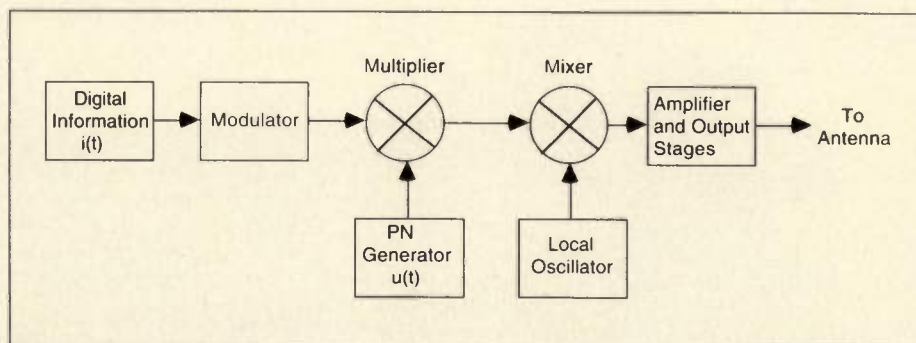 Multiplier
Mixer
Digital
Information
i(t)
Modulator
Amplifier
and Output
Stages
To
Antenna
PN
Generator
u(t)
Local
Oscillator